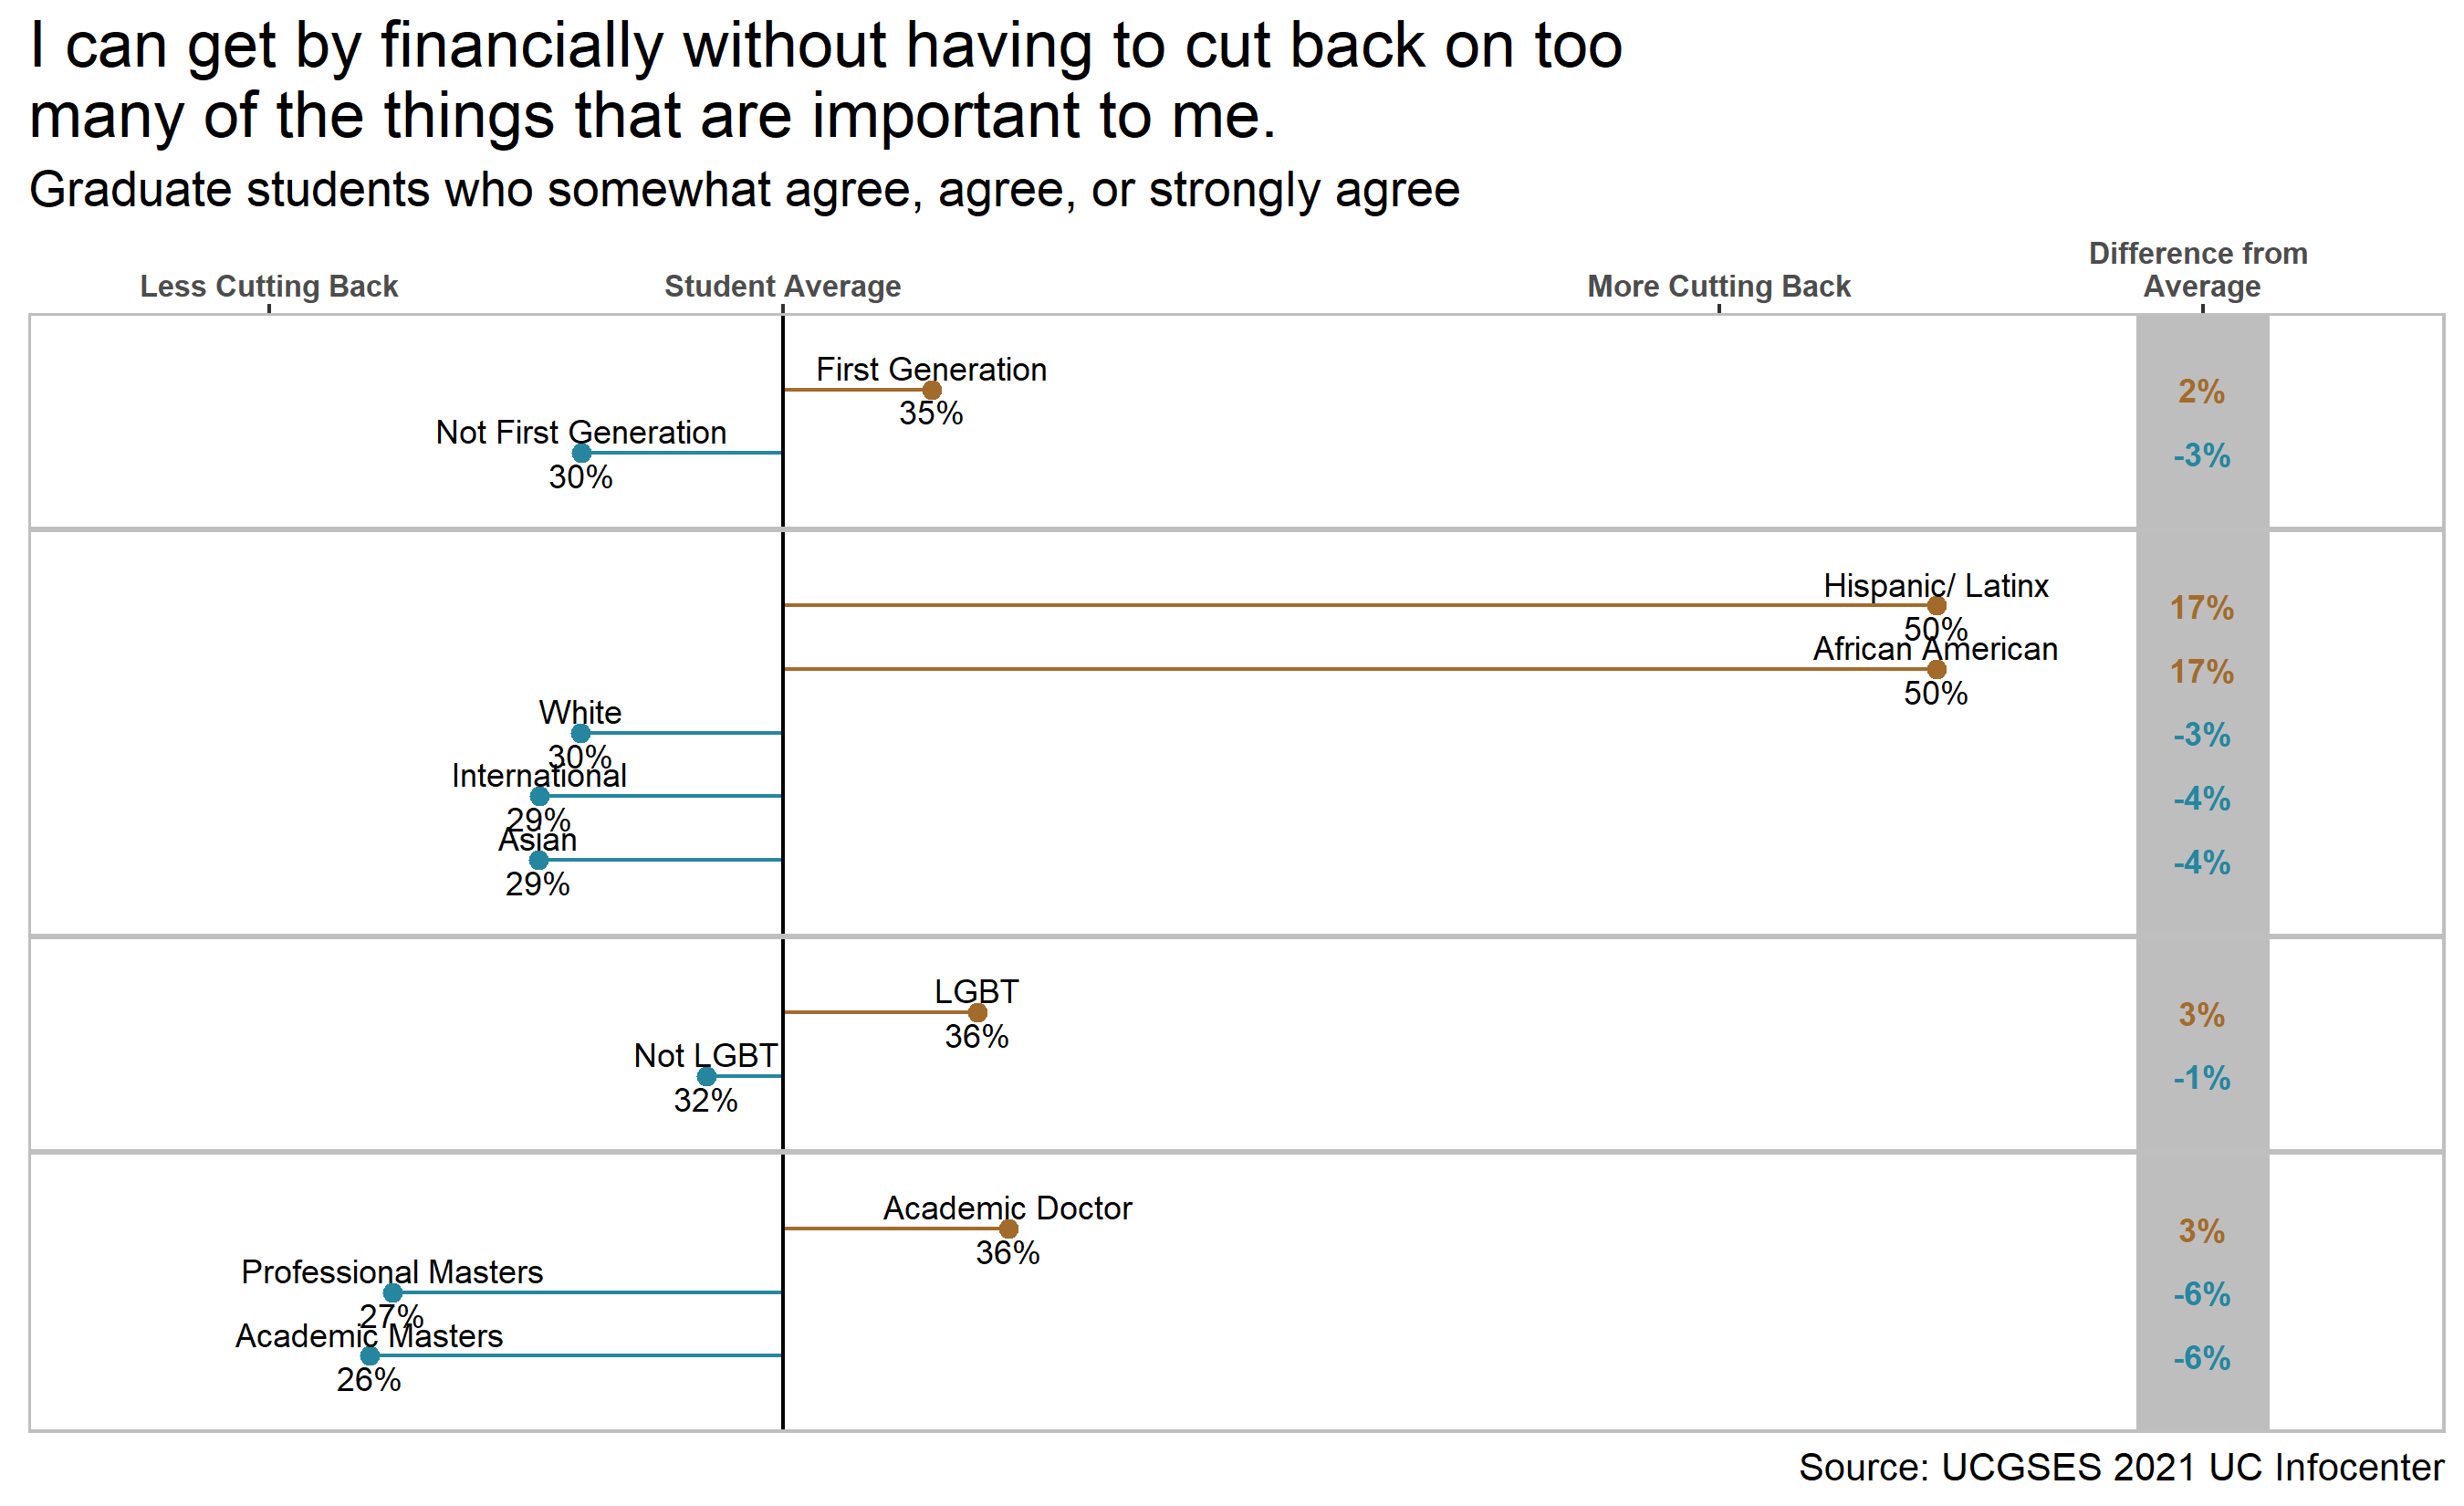 I can get by financially without having to cut back on too
many of the things that are important to me.
Graduate students who somewhat agree, agree, or strongly agree
Less Cutting Back
Student Average
More Cutting Back
Difference from
Average
First Generation
35%
2%
Not First Generation
30%
-3%
Hispanic/ Latinx
50%
17%
African American
50%
17%
White
30%
-3%
International
29%
-4%
Asian
29%
-4%
LGBT
36%
3%
Not LGBT
32%
-1%
Academic Doctor
36%
3%
Professional Masters
27%
-6%
Academic Masters
26%
-6%
Source: UCGSES 2021 UC Infocenter